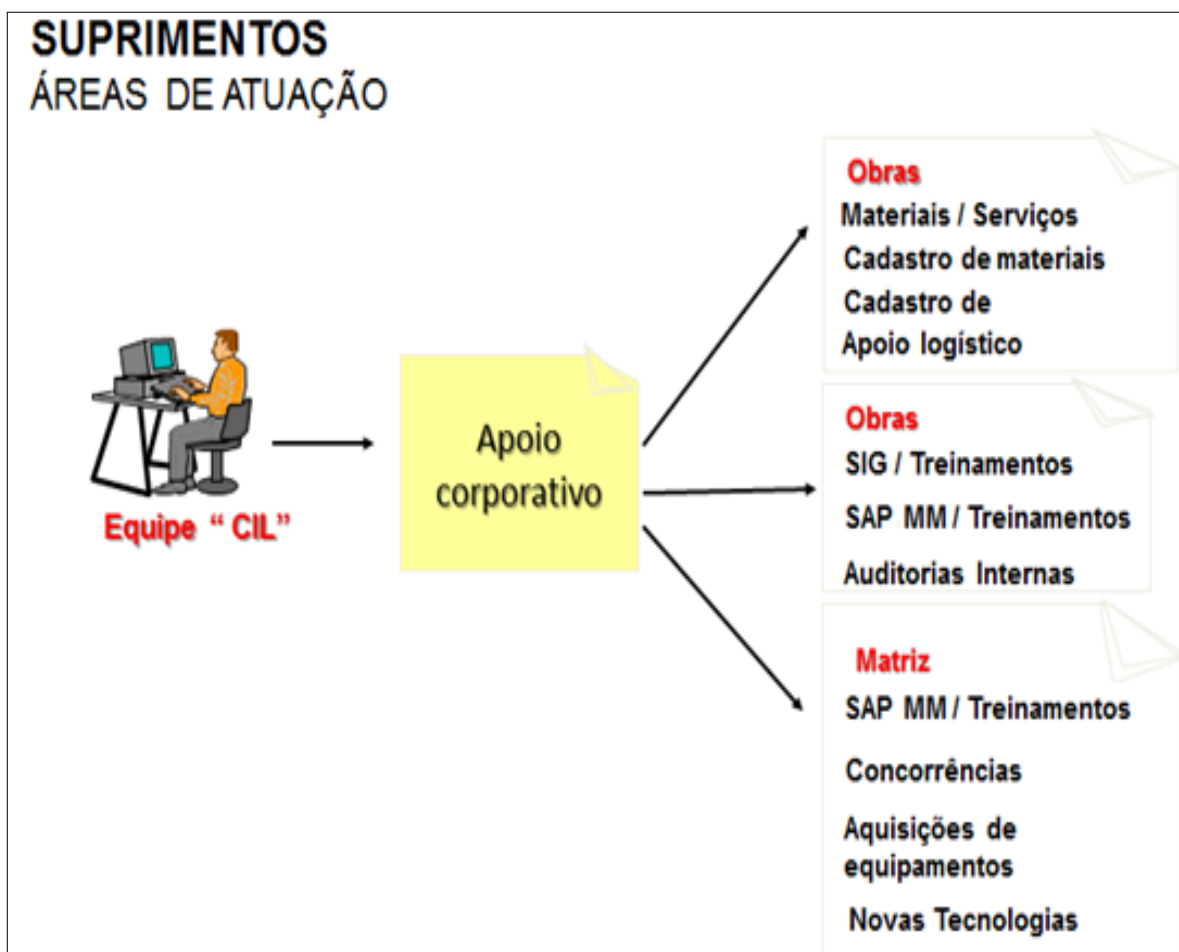 SUPRIMENTOS
ÁREAS DE ATUAÇÃO
Equipe “ CIL”
Apoio
corporativo
Obras
Materiais / Serviços
Cadastro de materiais
Cadastro de
Apoio logístico
Obras
SIG / Treinamentos
SAP MM / Treinamentos
Auditorias Internas
Matriz
SAP MM / Treinamentos
Concorrências
Aquisições de
equipamentos
Novas Tecnologias